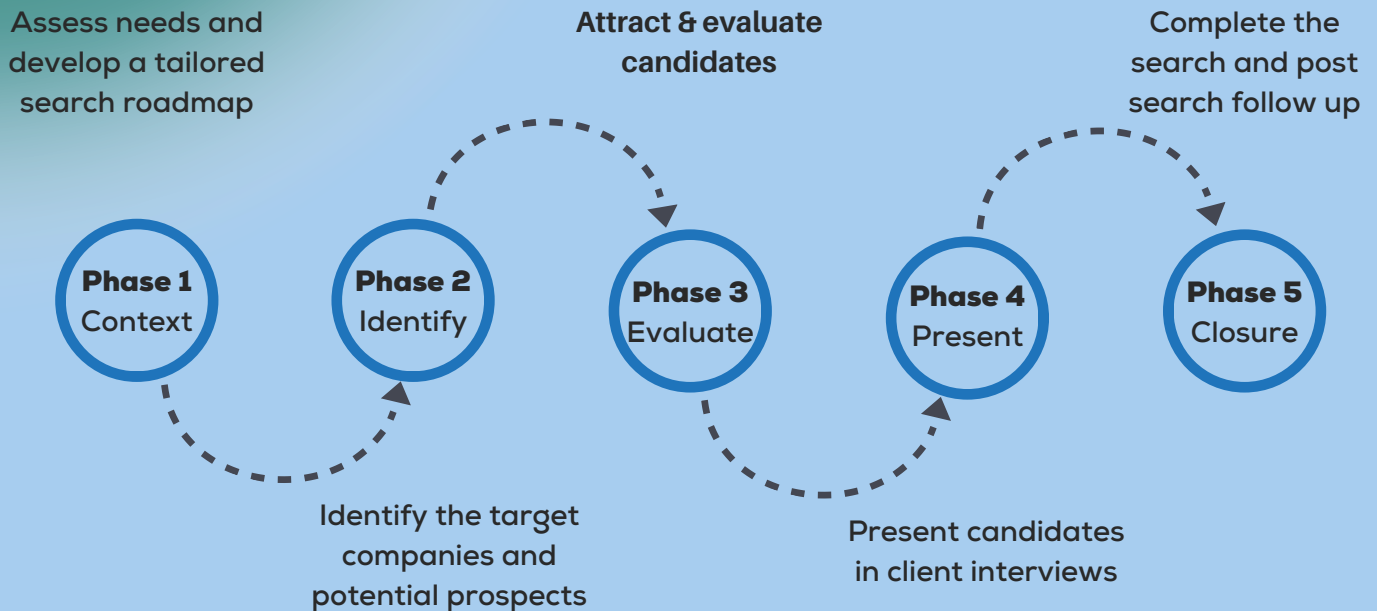 Assess needs and
develop a tailored
search roadmap
Attract & evaluate
candidates
Complete the
search and post
search follow up
Phase 1
Context
Phase 2
Identify
Phase 3
Evaluate
Phase 4
Present
Phase 5
Closure
Identify the target
companies and
potential prospects
Present candidates
in client interviews